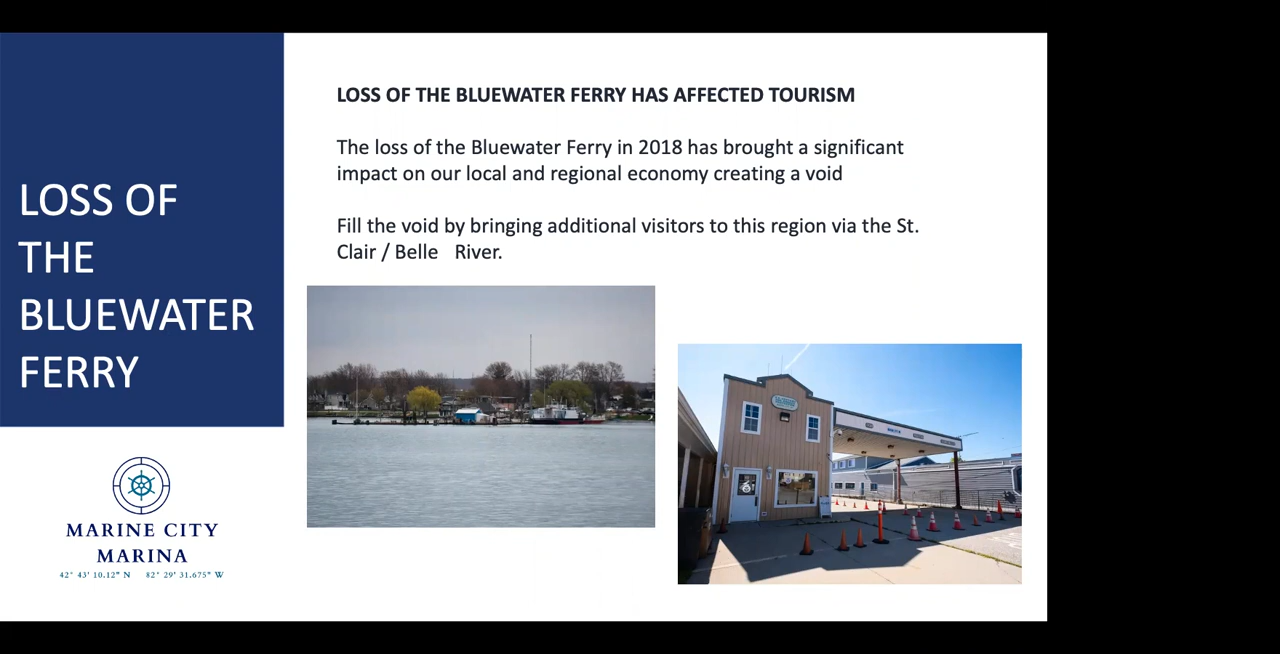 LOSS OF
THE
BLUEWATER
FERRY
MARINE CITY
MARINA
42° 43' 10.12" N 82° 29' 31.675" W
LOSS OF THE BLUEWATER FERRY HAS AFFECTED TOURISM
The loss of the Bluewater Ferry in 2018 has brought a significant
impact on our local and regional economy creating a void
Fill the void by bringing additional visitors to this region via the St.
Clair / Belle   River.